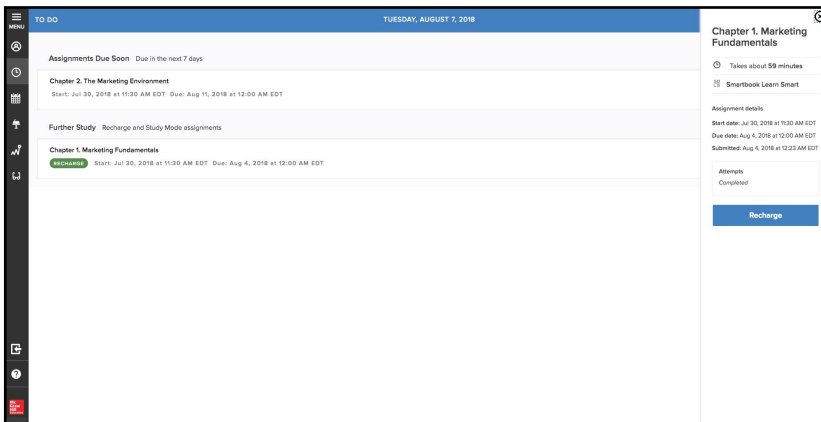 MENU
TO DO
TUESDAY, AUGUST 7, 2018
Assignments Due Soon Due in the next 7 days
Chapter 2. The Marketing Environment
Start: Jul 30, 2018 at 11:30 AM EDT Due: Aug 11, 2018 at 12:00 AM EDT
Further Study Recharge and Study Mode assignments
Chapter 1. Marketing Fundamentals
RECHARGE Start: Jul 30, 2018 at 11:30 AM EDT Due: Aug 4, 2018 at 12:00 AM EDT
Chapter 1. Marketing
Fundamentals
Takes about 59 minutes
Smartbook Learn Smart
Assignment details
Start date: Jul 30, 2018 at 11:30 AM EDT
Due date: Aug 4, 2018 at 12:00 AM EDT
Submitted: Aug 4, 2018 at 12:23 AM EDT
Attempts
Completed
Recharge
Mc
Graw
Hill
Education